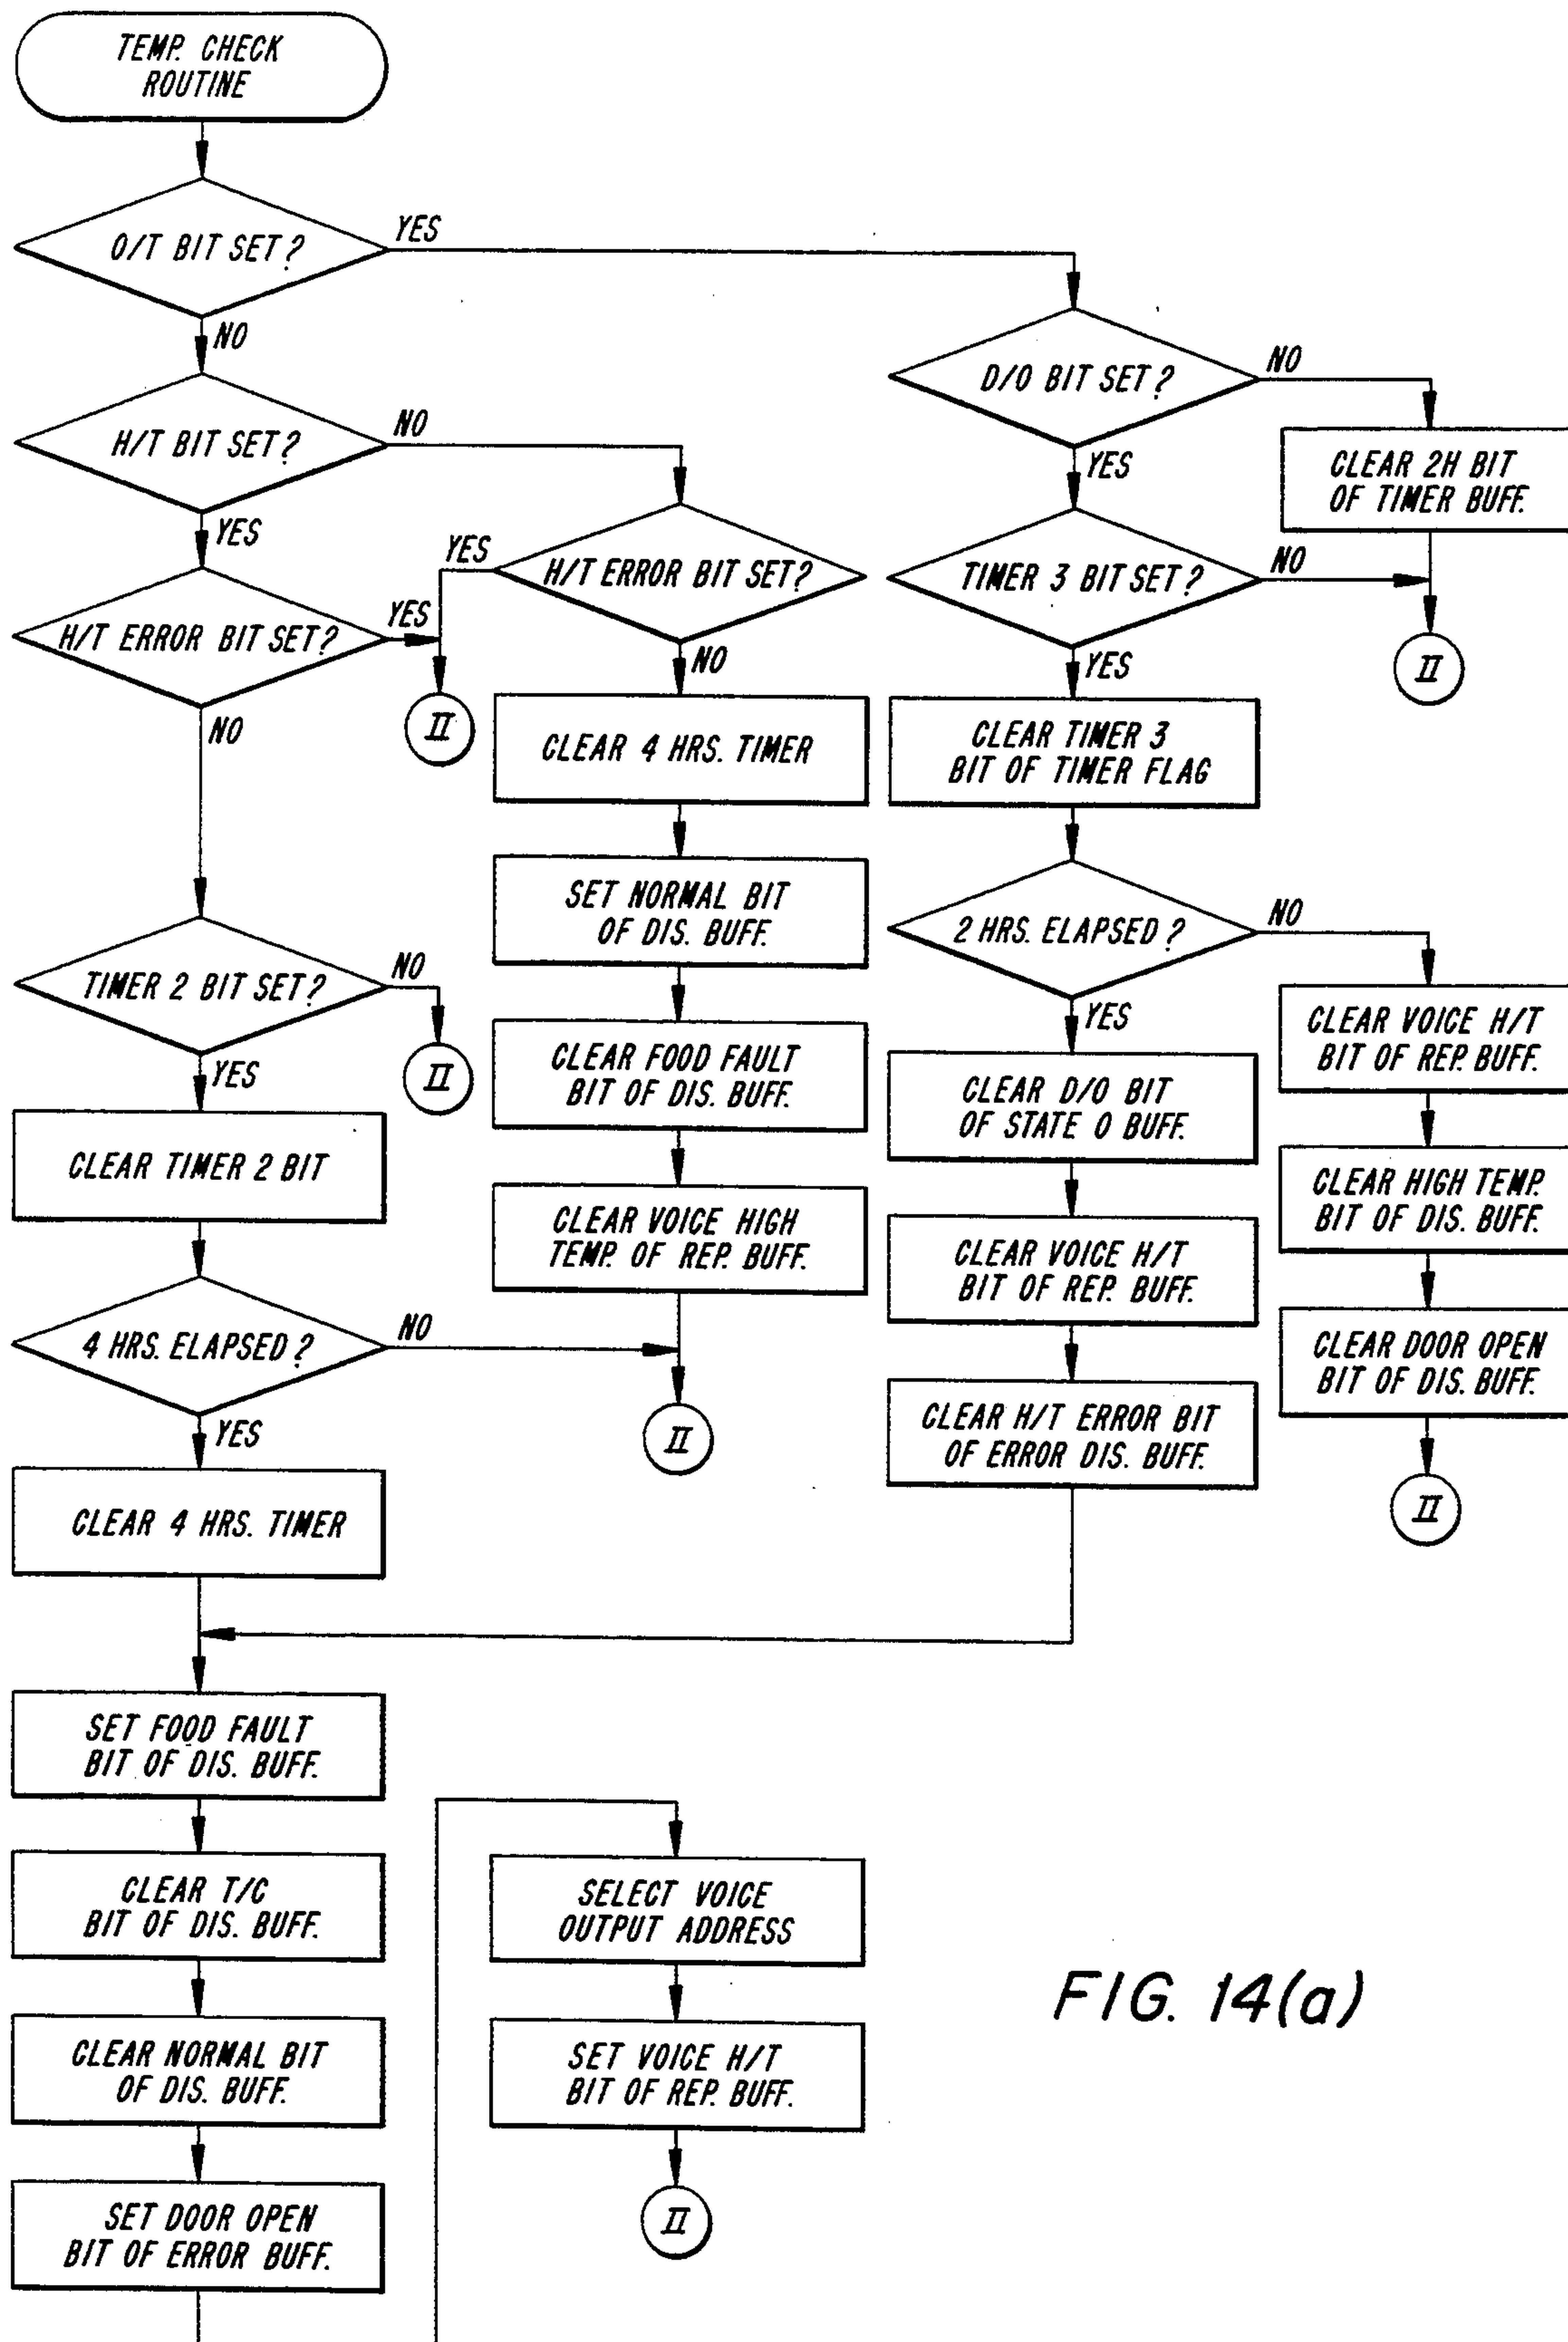 TEMP. CHECK
ROUTINE
O/T BIT SET?
YES
NO
D/O BIT SET?
NO
YES
CLEAR 2H BIT
OF TIMER BUFF.
H/T BIT SET?
NO
YES
H/T ERROR BIT SET?
YES
NO
TIMER 3 BIT SET?
NO
YES
II
H/T ERROR BIT SET?
YES
NO
II
CLEAR 4 HRS. TIMER
SET NORMAL BIT
OF DIS. BUFF.
CLEAR FOOD FAULT
BIT OF DIS. BUFF.
CLEAR VOICE HIGH
TEMP. OF REP. BUFF.
II
CLEAR TIMER 3
BIT OF TIMER FLAG
2 HRS. ELAPSED?
NO
YES
CLEAR D/O BIT
OF STATE O BUFF.
CLEAR VOICE H/T
BIT OF REP. BUFF.
CLEAR H/T ERROR BIT
OF ERROR DIS. BUFF.
CLEAR VOICE H/T
BIT OF REP. BUFF.
CLEAR HIGH TEMP.
BIT OF DIS. BUFF.
CLEAR DOOR OPEN
BIT OF DIS. BUFF.
II
TIMER 2 BIT SET?
NO
II
YES
CLEAR TIMER 2 BIT
4 HRS. ELAPSED?
NO
YES
CLEAR 4 HRS. TIMER
SET FOOD FAULT
BIT OF DIS. BUFF.
CLEAR T/C
BIT OF DIS. BUFF.
CLEAR NORMAL BIT
OF DIS. BUFF.
SET DOOR OPEN
BIT OF ERROR BUFF.
SELECT VOICE
OUTPUT ADDRESS
SET VOICE H/T
BIT OF REP. BUFF.
II
FIG. 14(a)